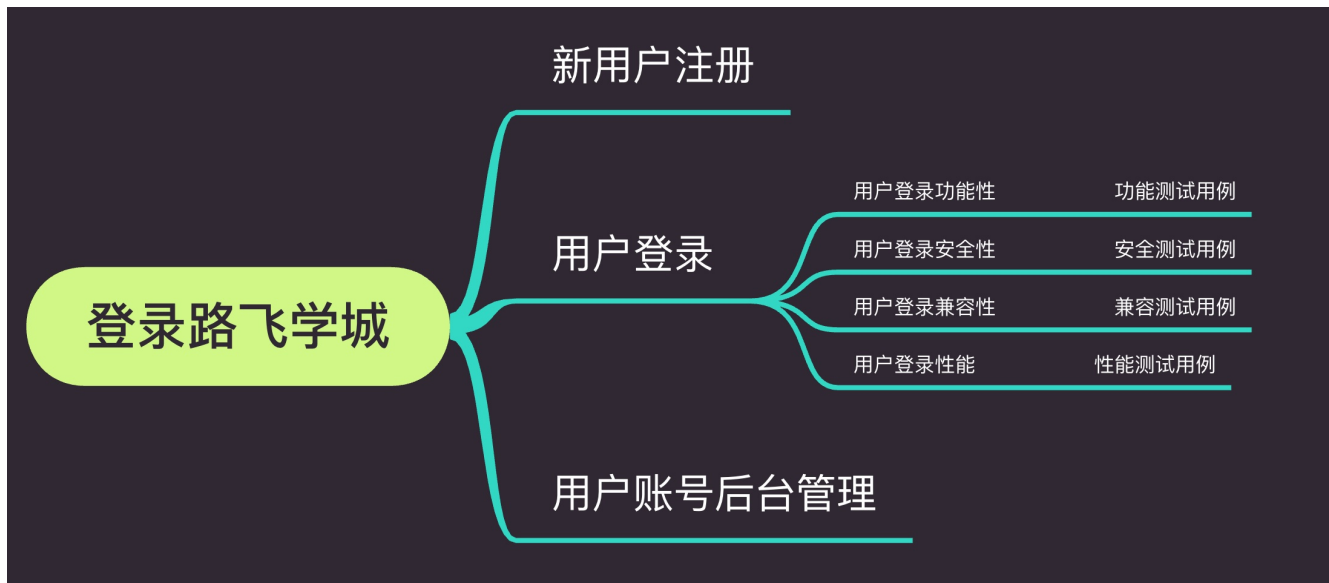 登录路飞学城
新用户注册
用户登录
用户登录功能性 功能测试用例
用户登录安全性 安全测试用例
用户登录兼容性 兼容测试用例
用户登录性能 性能测试用例
用户账号后台管理